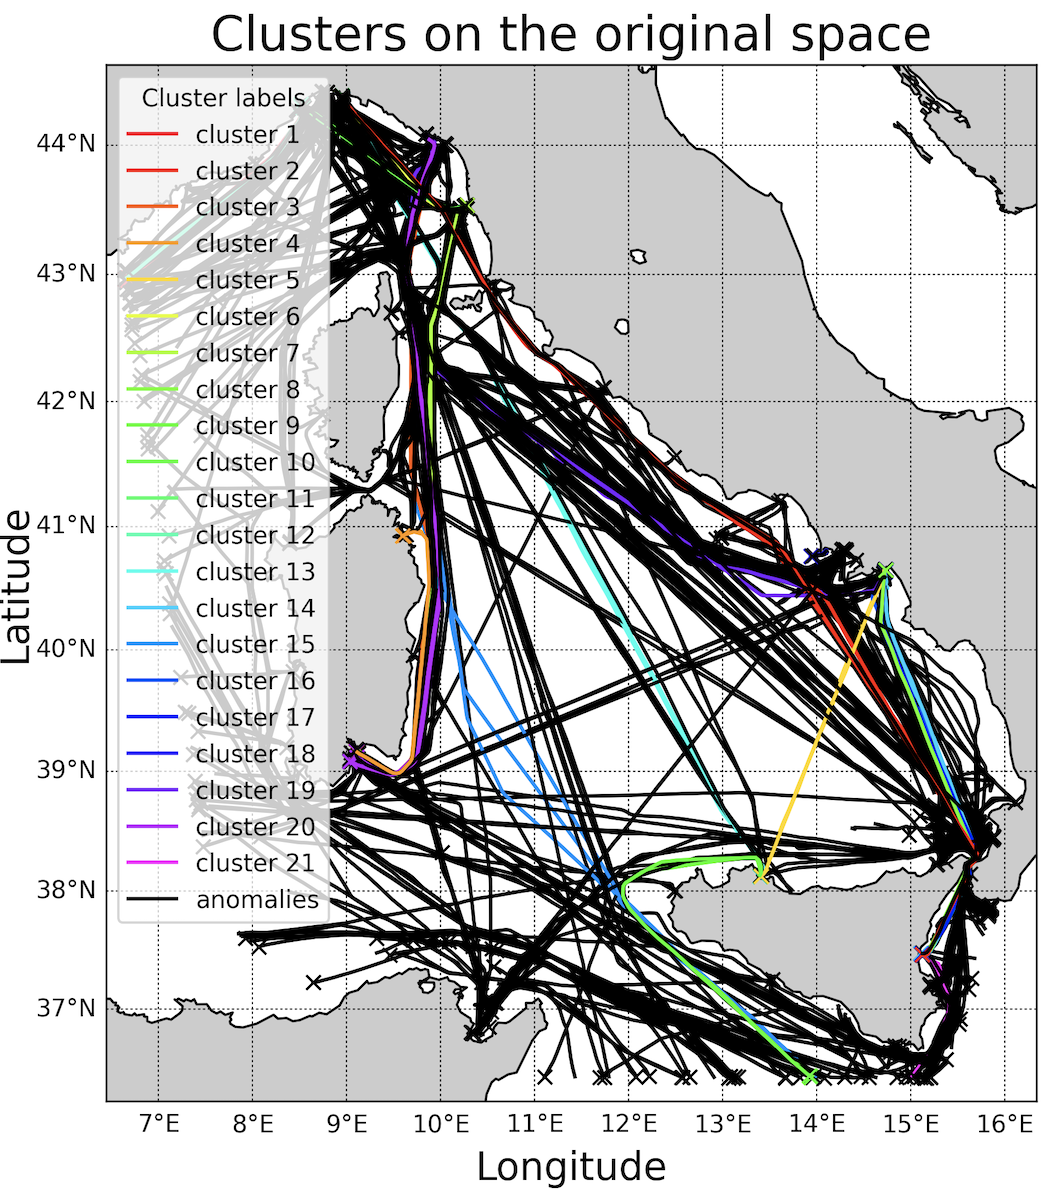 Clusters on the original space
Cluster labels
cluster 1
cluster 2
cluster 3
cluster 4
cluster 5
cluster 6
cluster 7
cluster 8
cluster 9
cluster 10
cluster 11
cluster 12
cluster 13
cluster 14
cluster 15
cluster 16
cluster 17
cluster 18
cluster 19
cluster 20
cluster 21
anomalies
44°N
43°N
42°N
41°N
40°N
39°N
38°N
37°N
Latitude
7°E 8°E 9°E 10°E 11°E 12°E 13°E 14°E 15°E 16°E
Longitude